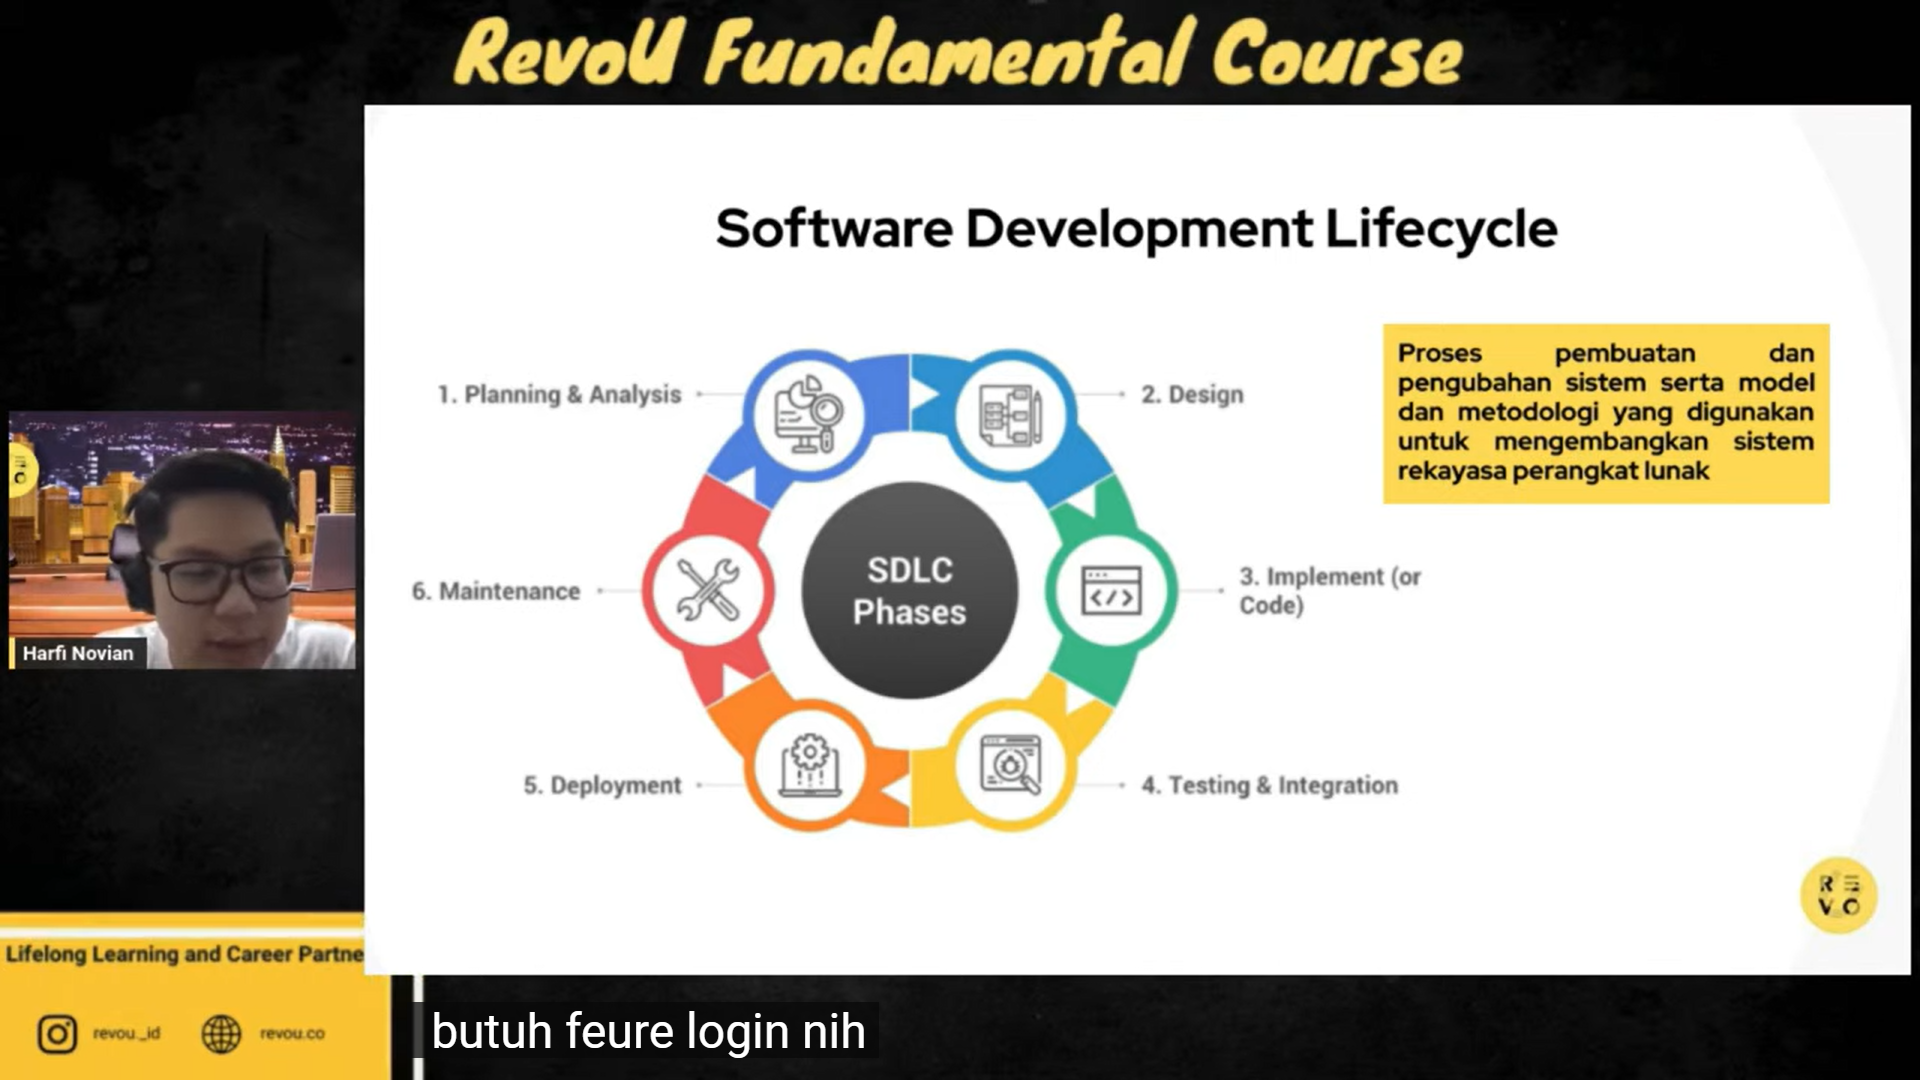 RevoU Fundamental Course
Software Development Lifecycle
1. Planning & Analysis
2. Design
Proses pembuatan dan
pengubahan sistem serta model
dan metodologi yang digunakan
untuk mengembangkan sistem
rekayasa perangkat lunak
SDLC
Phases
6. Maintenance
3. Implement (or
Code)
5. Deployment
4. Testing & Integration
Harfi Novian
R E
V O
Lifelong Learning and Career Partne
revou_id
revou.co
butuh feure login nih